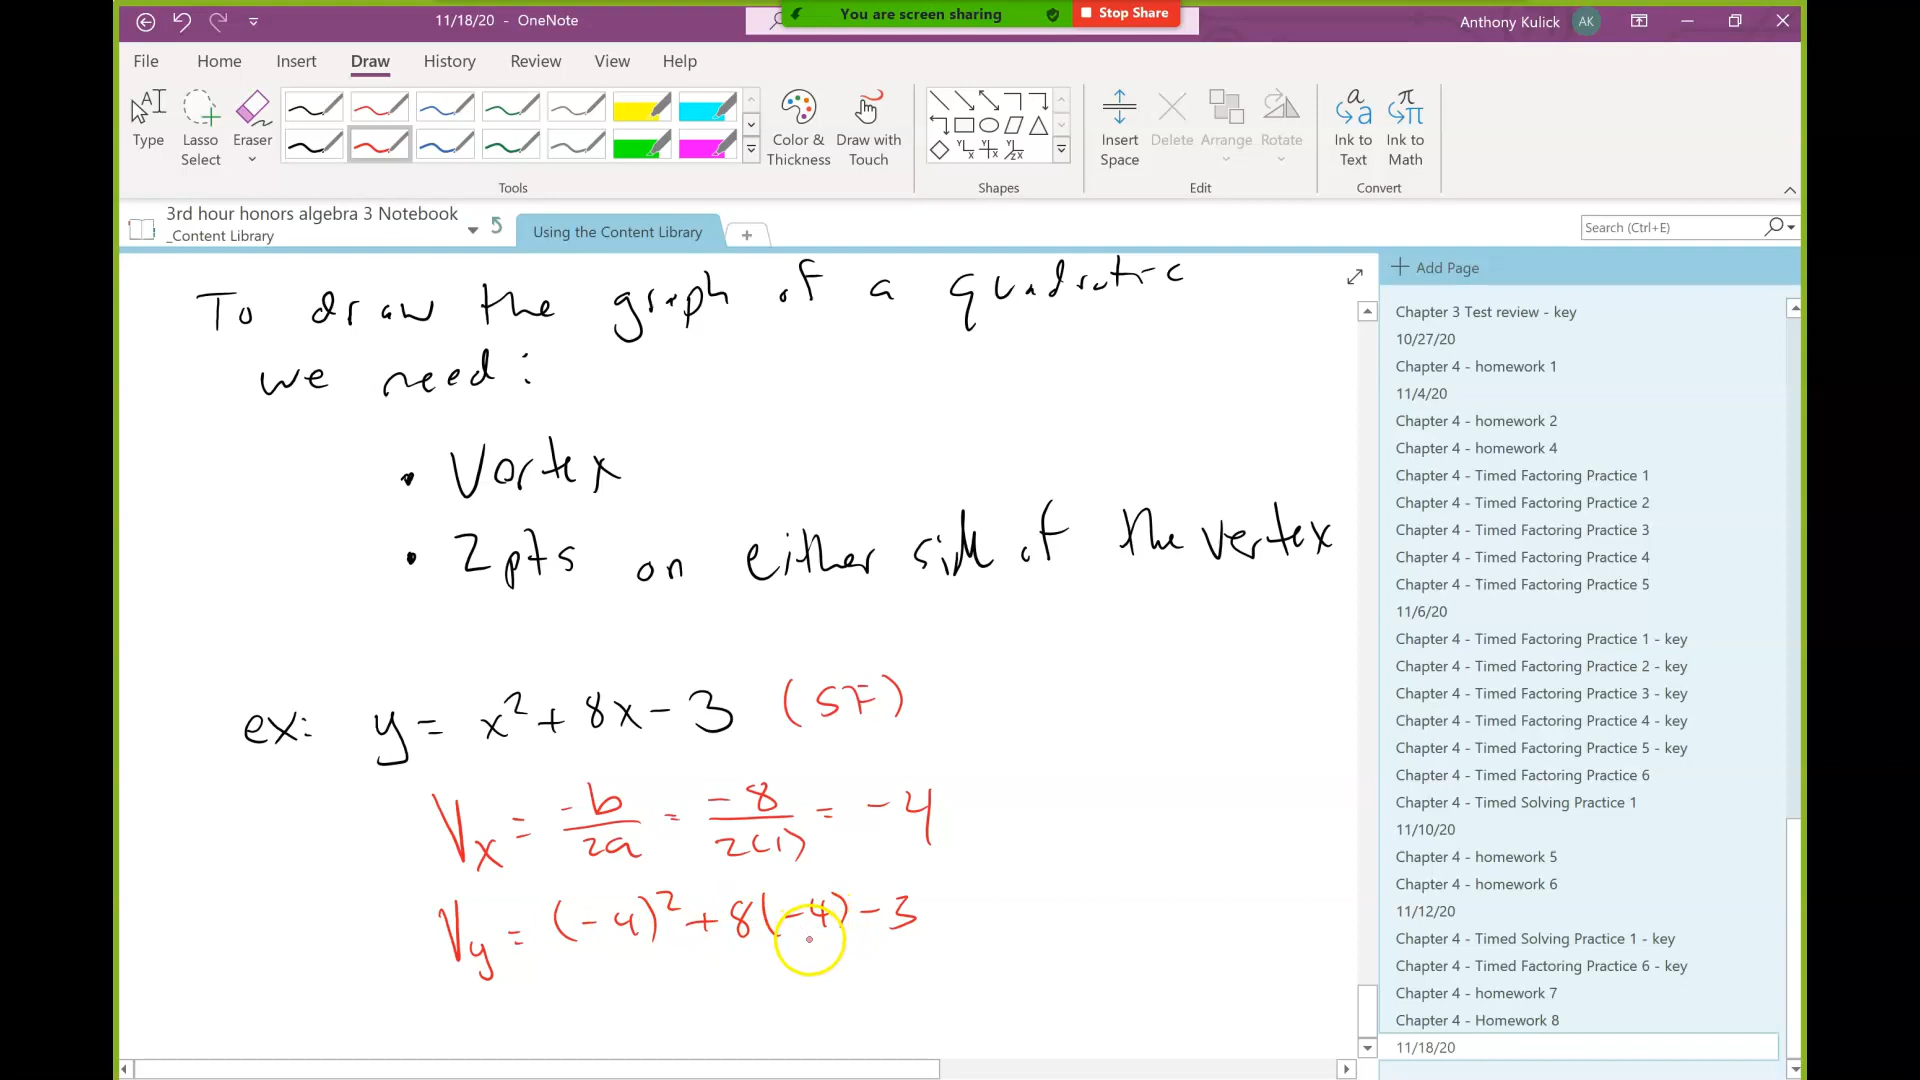 11/18/20 - OneNote
You are screen sharing
Stop Share
Anthony Kulick
AK
File Home Insert Draw History Review View Help
Type
Lasso Select
Eraser
Color & Thickness
Draw with Touch
Insert Space
Delete
Arrange
Rotate
Ink to Text
Ink to Math
Tools
Shapes
Edit
Convert
3rd hour honors algebra 3 Notebook
_Content Library
Using the Content Library
Search (Ctrl+E)
To draw the graph of a quadratic
we need:
• Vertex
• 2 pts on either side of the vertex
ex: y = x² + 8x - 3 (SF)
Vx = -b/2a = -8/2(1) = -4
Vy = (-4)² + 8(-4) - 3
Add Page
Chapter 3 Test review - key
10/27/20
Chapter 4 - homework 1
11/4/20
Chapter 4 - homework 2
Chapter 4 - homework 4
Chapter 4 - Timed Factoring Practice 1
Chapter 4 - Timed Factoring Practice 2
Chapter 4 - Timed Factoring Practice 3
Chapter 4 - Timed Factoring Practice 4
Chapter 4 - Timed Factoring Practice 5
11/6/20
Chapter 4 - Timed Factoring Practice 1 - key
Chapter 4 - Timed Factoring Practice 2 - key
Chapter 4 - Timed Factoring Practice 3 - key
Chapter 4 - Timed Factoring Practice 4 - key
Chapter 4 - Timed Factoring Practice 5 - key
Chapter 4 - Timed Factoring Practice 6
Chapter 4 - Timed Solving Practice 1
11/10/20
Chapter 4 - homework 5
Chapter 4 - homework 6
11/12/20
Chapter 4 - Timed Solving Practice 1 - key
Chapter 4 - Timed Factoring Practice 6 - key
Chapter 4 - homework 7
Chapter 4 - Homework 8
11/18/20